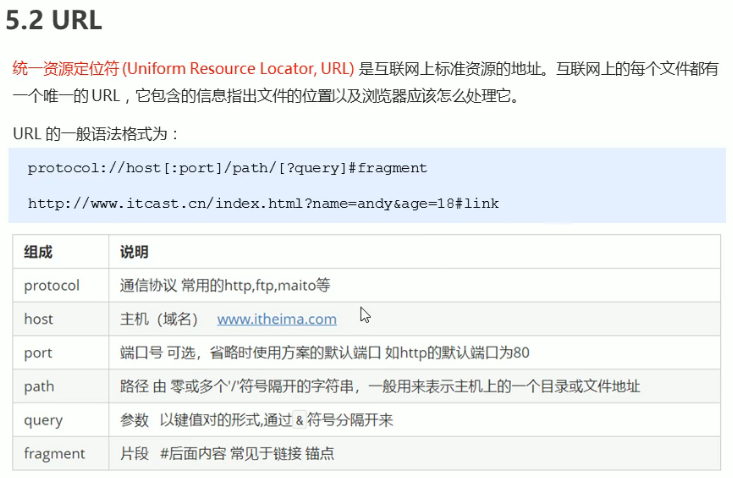 5.2 URL
统一资源定位符 (Uniform Resource Locator, URL) 是互联网上标准资源的地址。互联网上的每个文件都有
一个唯一的 URL，它包含的信息指出文件的位置以及浏览器应该怎么处理它。
URL 的一般语法格式为：
protocol://host[:port]/path/[?query]#fragment
http://www.itcast.cn/index.html?name=andy&age=18#link
组成 说明
protocol 通信协议 常用的http,ftp,maito等
host 主机（域名） www.itheima.com
port 端口号 可选，省略时使用方案的默认端口 如http的默认端口为80
path 路径 由 零或多个'/'符号隔开的字符串，一般用来表示主机上的一个目录或文件地址
query 参数 以键值对的形式,通过 & 符号分隔开来
fragment 片段 #后面内容 常见于链接 锚点